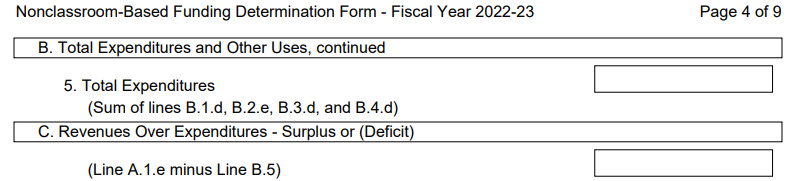 Nonclassroom-Based Funding Determination Form - Fiscal Year 2022-23 Page 4 of 9
B. Total Expenditures and Other Uses, continued
5. Total Expenditures
(Sum of lines B.1.d, B.2.e, B.3.d, and B.4.d)
C. Revenues Over Expenditures - Surplus or (Deficit)
(Line A.1.e minus Line B.5)